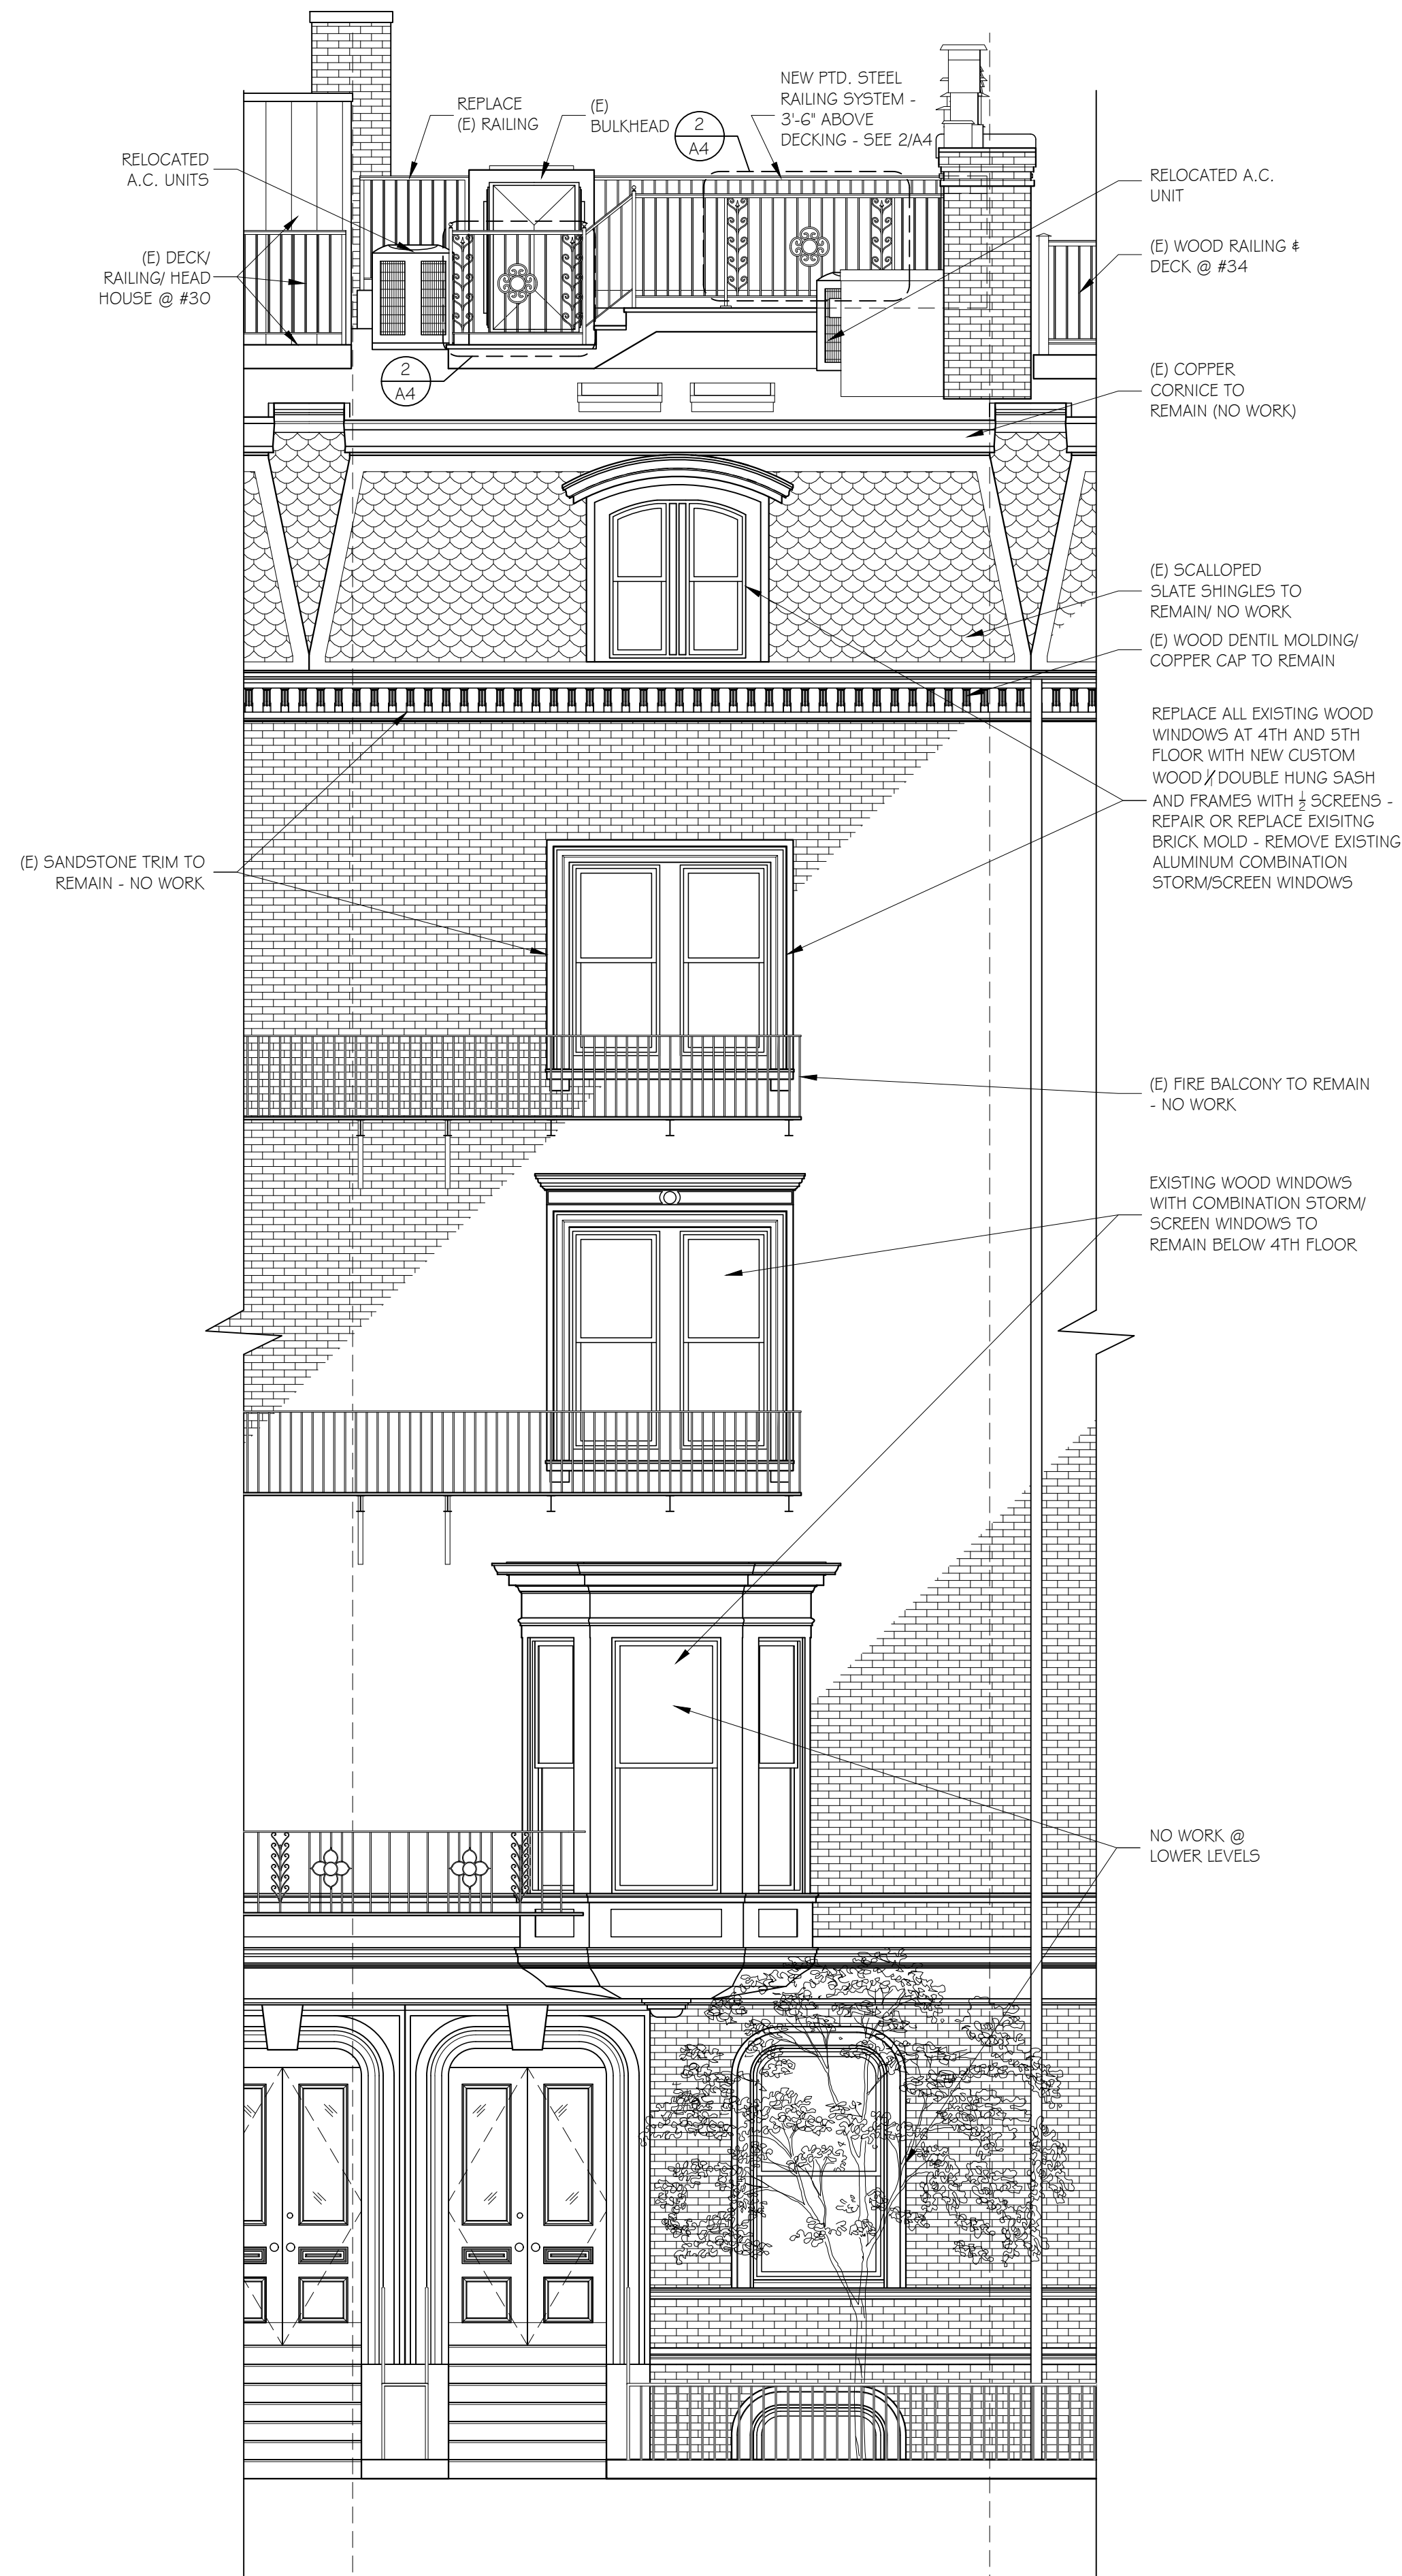 NEW PTD. STEEL
RAILING SYSTEM -
3'-6" ABOVE
DECKING - SEE 2/A4
REPLACE
(E) RAILING
(E)
BULKHEAD
2
A4
RELOCATED
A.C. UNITS
RELOCATED A.C.
UNIT
(E) DECK/
RAILING/ HEAD
HOUSE @ #30
(E) WOOD RAILING &
DECK @ #34
2
A4
(E) COPPER
CORNICE TO
REMAIN (NO WORK)
(E) SCALLOPED
SLATE SHINGLES TO
REMAIN/ NO WORK
(E) WOOD DENTIL MOLDING/
COPPER CAP TO REMAIN
REPLACE ALL EXISTING WOOD
WINDOWS AT 4TH AND 5TH
FLOOR WITH NEW CUSTOM
WOOD 1/1 DOUBLE HUNG SASH
AND FRAMES WITH ½ SCREENS -
REPAIR OR REPLACE EXISITNG
BRICK MOLD - REMOVE EXISTING
ALUMINUM COMBINATION
STORM/SCREEN WINDOWS
(E) SANDSTONE TRIM TO
REMAIN - NO WORK
(E) FIRE BALCONY TO REMAIN
- NO WORK
EXISTING WOOD WINDOWS
WITH COMBINATION STORM/
SCREEN WINDOWS TO
REMAIN BELOW 4TH FLOOR
NO WORK @
LOWER LEVELS